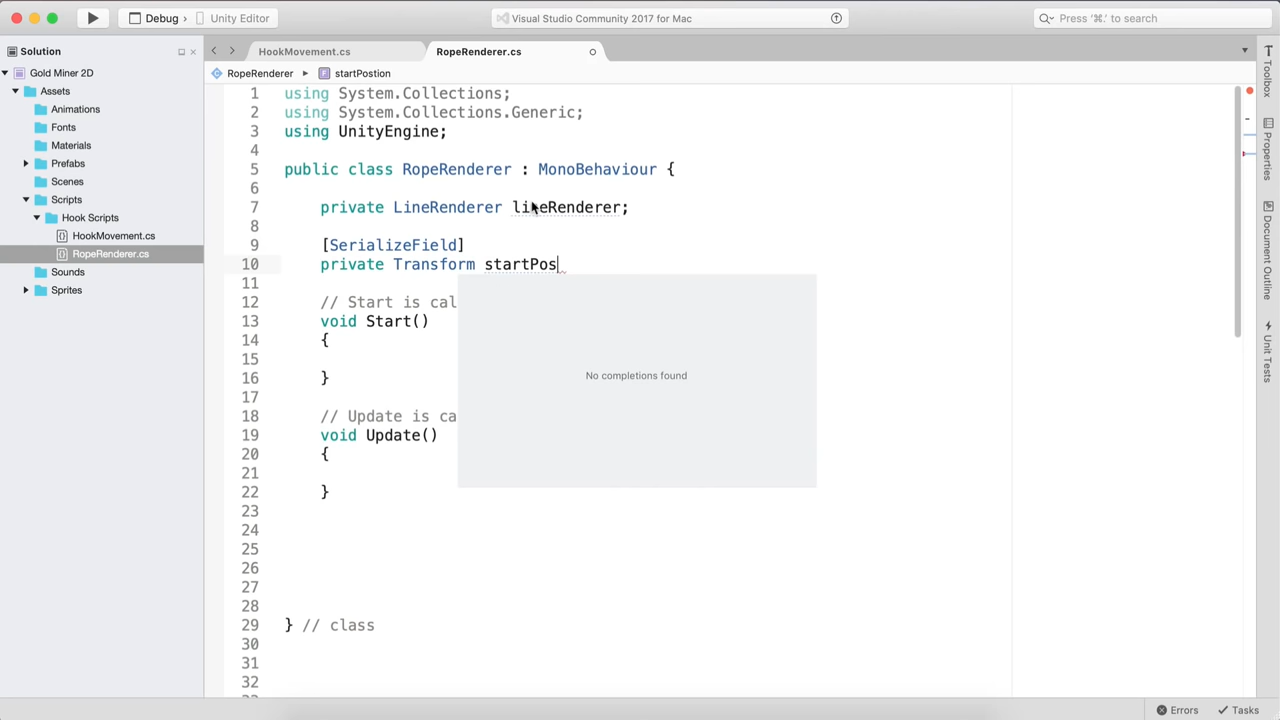 Debug
Unity Editor
Visual Studio Community 2017 for Mac
Press '⌘.' to search
Solution
Gold Miner 2D
Assets
Animations
Fonts
Materials
Prefabs
Scenes
Scripts
Hook Scripts
HookMovement.cs
RopeRenderer.cs
Sounds
Sprites
HookMovement.cs
RopeRenderer.cs
RopeRenderer
startPostion
1 using System.Collections;
2 using System.Collections.Generic;
3 using UnityEngine;
4
5 public class RopeRenderer : MonoBehaviour {
6
7 private LineRenderer lineRenderer;
8
9 [SerializeField]
10 private Transform startPos
11
12 // Start is cal
13 void Start()
14 {
15
16 }
17
18 // Update is ca
19 void Update()
20 {
21
22 }
23
24
25
26
27
28
29 } // class
30
31
32
No completions found
Toolbox
Properties
Document Outline
Unit Tests
Errors
Tasks